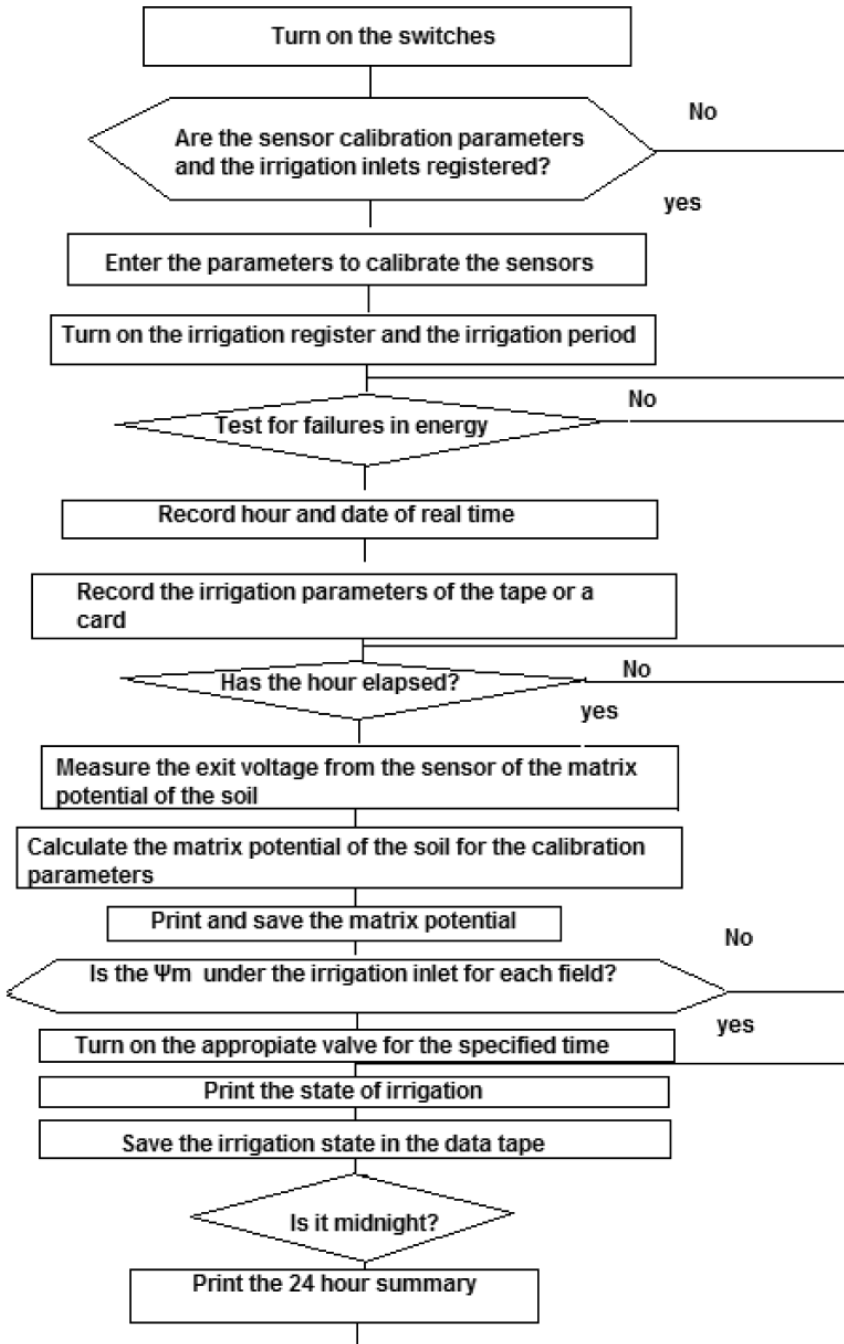 Turn on the switches
No
Are the sensor calibration parameters
and the irrigation inlets registered?
yes
Enter the parameters to calibrate the sensors
Turn on the irrigation register and the irrigation period
No
Test for failures in energy
Record hour and date of real time
Record the irrigation parameters of the tape or a
card
Has the hour elapsed?
No
yes
Measure the exit voltage from the sensor of the matrix
potential of the soil
Calculate the matrix potential of the soil for the calibration
parameters
Print and save the matrix potential
No
Is the Ψm under the irrigation inlet for each field?
yes
Turn on the appropiate valve for the specified time
Print the state of irrigation
Save the irrigation state in the data tape
Is it midnight?
Print the 24 hour summary